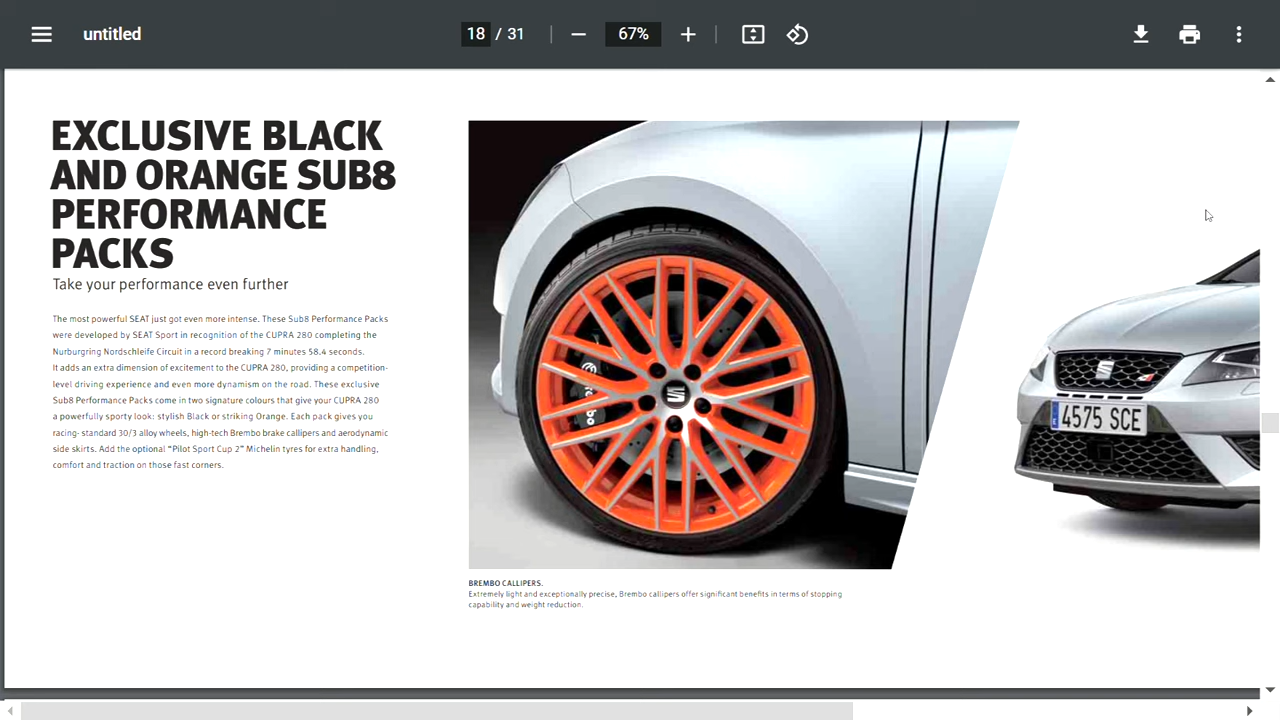 untitled
18 / 31
67%
EXCLUSIVE BLACK
AND ORANGE SUB8
PERFORMANCE
PACKS
Take your performance even further
The most powerful SEAT just got even more intense. These Sub8 Performance Packs
were developed by SEAT Sport in recognition of the CUPRA 280 completing the
Nurburgring Nordschleife Circuit in a record breaking 7 minutes 58.4 seconds.
It adds an extra dimension of excitement to the CUPRA 280, providing a competition-
level driving experience and even more dynamism on the road. These exclusive
Sub8 Performance Packs come in two signature colours that give your CUPRA 280
a powerfully sporty look: stylish Black or striking Orange. Each pack gives you
racing- standard 30/3 alloy wheels, high-tech Brembo brake callipers and aerodynamic
side skirts. Add the optional “Pilot Sport Cup 2” Michelin tyres for extra handling,
comfort and traction on those fast corners.
4575 SCE
BREMBO CALLIPERS.
Extremely light and exceptionally precise, Brembo callipers offer significant benefits in terms of stopping
capability and weight reduction.